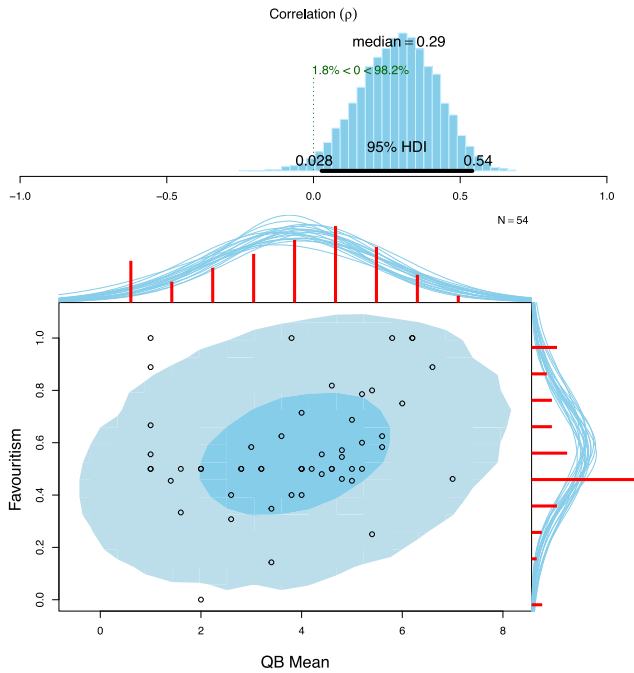 Correlation (ρ)
median = 0.29
1.8% < 0 < 98.2%
95% HDI
0.028 0.54
−1.0 −0.5 0.0 0.5 1.0
N = 54
Favouritism
1.0
0.8
0.6
0.4
0.2
0.0
0 2 4 6 8
QB Mean